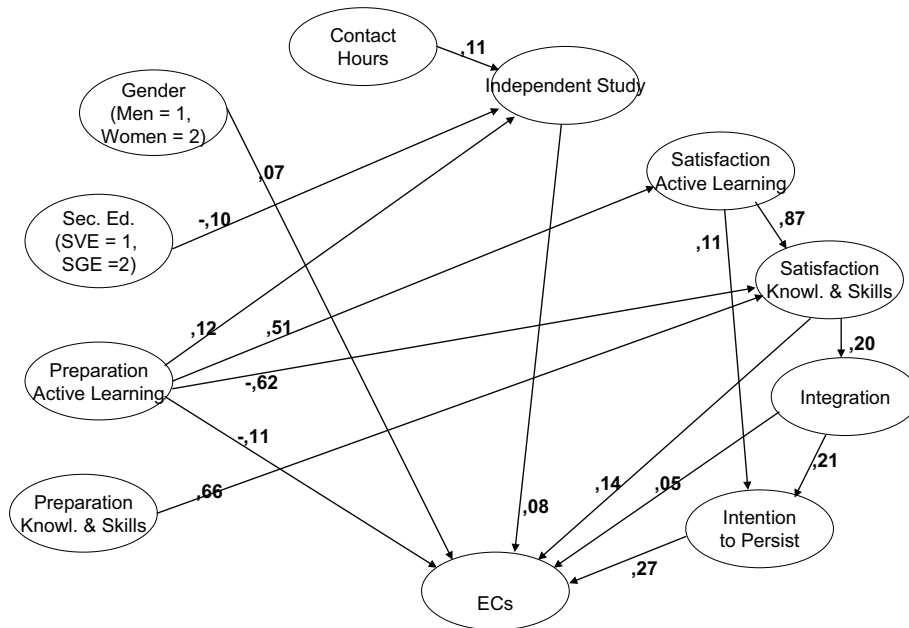 Contact
Hours
,11
Independent Study
Gender
(Men = 1,
Women = 2)
,07
Satisfaction
Active Learning
Sec. Ed.
(SVE = 1,
SGE =2)
-,10
,87
,11
Satisfaction
Knowl. & Skills
,12
,51
,20
Preparation
Active Learning
-,62
Integration
-,11
,66
,21
Preparation
Knowl. & Skills
,14
,05
,08
Intention
to Persist
,27
ECs